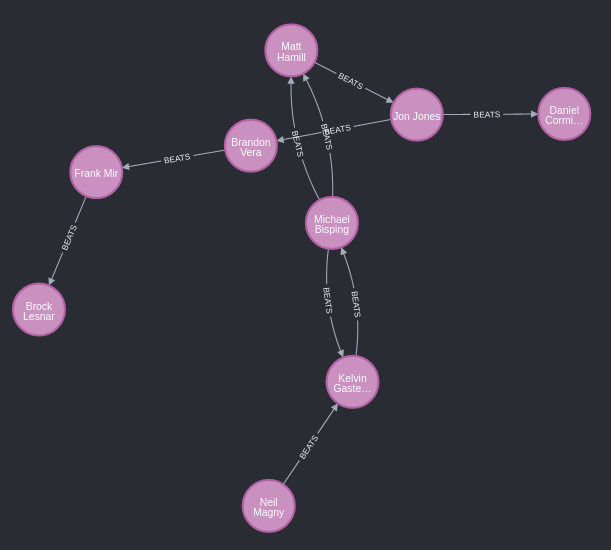 Matt
Hamill
BEATS
Jon Jones
BEATS
Daniel
Cormi…
BEATS
BEATS
BEATS
Brandon
Vera
BEATS
Frank Mir
BEATS
Michael
Bisping
Brock
Lesnar
BEATS
BEATS
Kelvin
Gaste…
BEATS
Neil
Magny